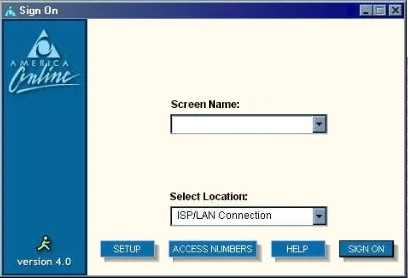 Sign On
AMERICA
Online
Screen Name:
Select Location:
ISP/LAN Connection
version 4.0
SETUP
ACCESS NUMBERS
HELP
SIGN ON